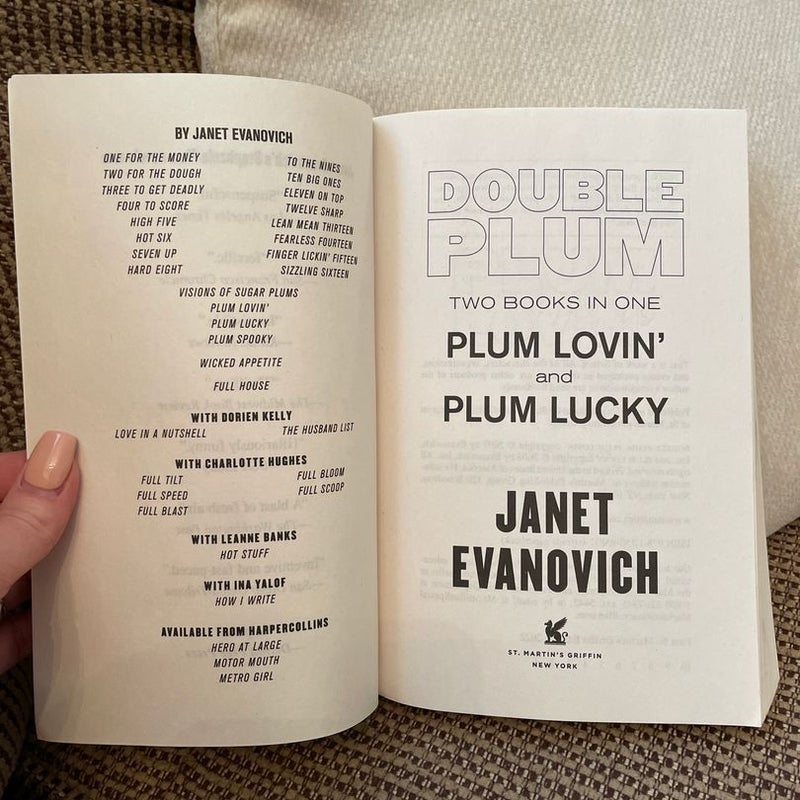 BY JANET EVANOVICH
ONE FOR THE MONEY
TWO FOR THE DOUGH
THREE TO GET DEADLY
FOUR TO SCORE
HIGH FIVE
HOT SIX
SEVEN UP
HARD EIGHT
TO THE NINES
TEN BIG ONES
ELEVEN ON TOP
TWELVE SHARP
LEAN MEAN THIRTEEN
FEARLESS FOURTEEN
FINGER LICKIN' FIFTEEN
SIZZLING SIXTEEN
VISIONS OF SUGAR PLUMS
PLUM LOVIN'
PLUM LUCKY
PLUM SPOOKY
WICKED APPETITE
FULL HOUSE
WITH DORIEN KELLY
LOVE IN A NUTSHELL
THE HUSBAND LIST
WITH CHARLOTTE HUGHES
FULL TILT
FULL SPEED
FULL BLAST
FULL BLOOM
FULL SCOOP
WITH LEANNE BANKS
HOT STUFF
WITH INA YALOF
HOW I WRITE
AVAILABLE FROM HARPERCOLLINS
HERO AT LARGE
MOTOR MOUTH
METRO GIRL
DOUBLE
PLUM
TWO BOOKS IN ONE
PLUM LOVIN'
and
PLUM LUCKY
JANET
EVANOVICH
ST. MARTIN'S GRIFFIN
NEW YORK